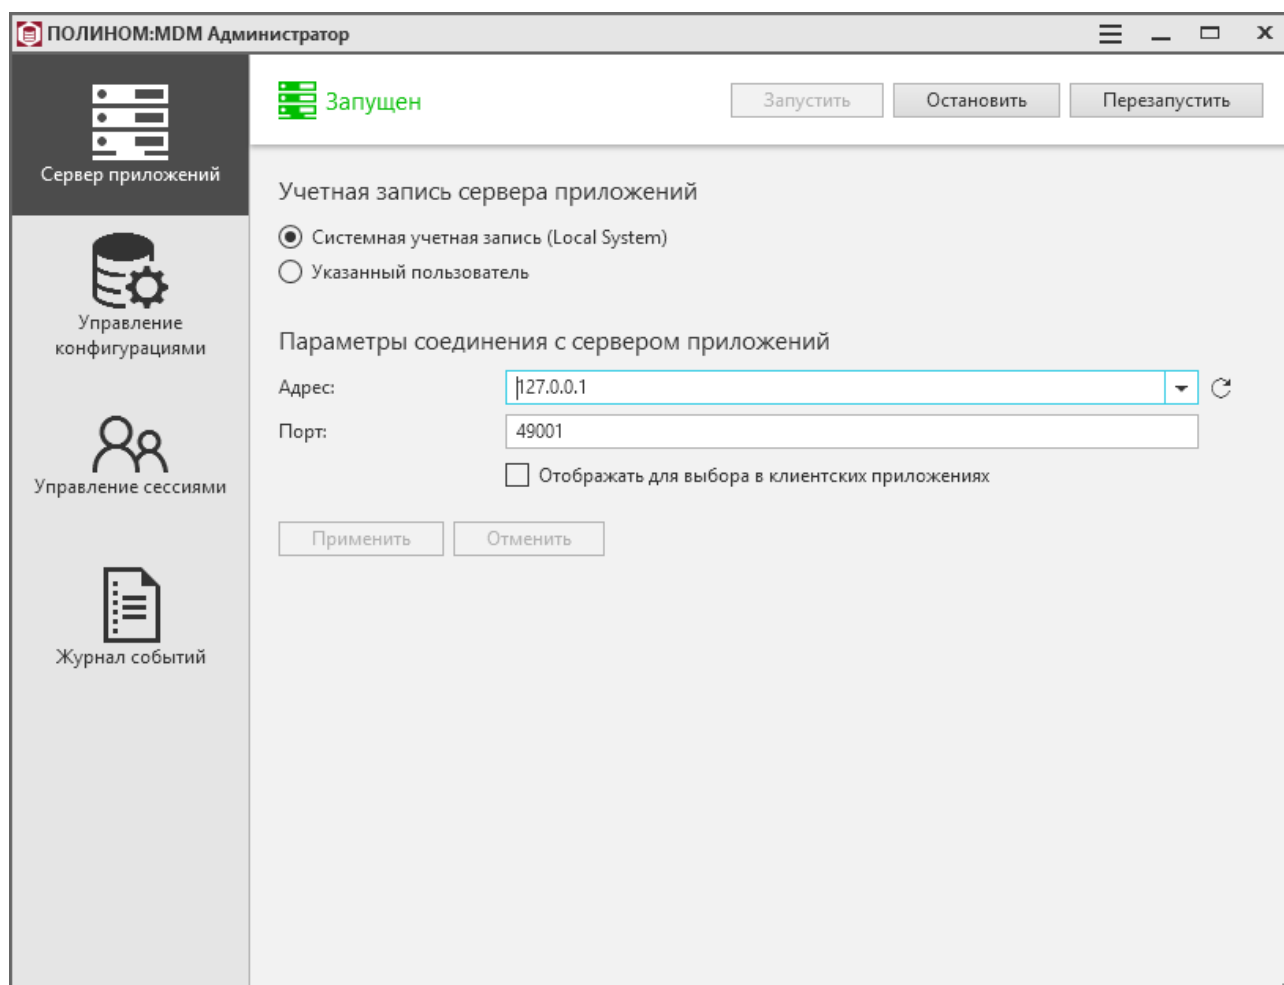 ПОЛИНОМ:MDM Администратор
Сервер приложений
Управление
конфигурациями
Управление сессиями
Журнал событий
Запущен
Запустить
Остановить
Перезапустить
Учетная запись сервера приложений
Системная учетная запись (Local System)
Указанный пользователь
Параметры соединения с сервером приложений
Адрес:
127.0.0.1
Порт:
49001
Отображать для выбора в клиентских приложениях
Применить
Отменить